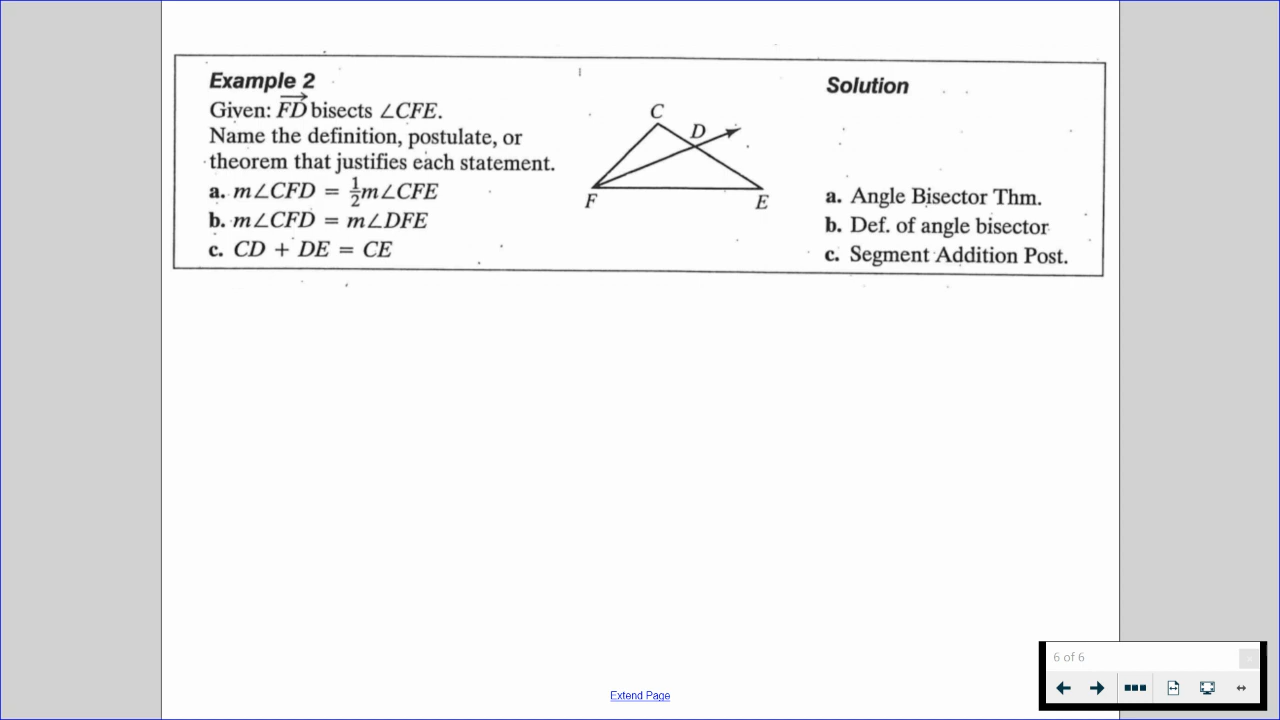 Example 2
Given: FD bisects ∠CFE.
Name the definition, postulate, or
theorem that justifies each statement.
a. m∠CFD = 1/2 m∠CFE
b. m∠CFD = m∠DFE
c. CD + DE = CE
C
D
F
E
Solution
a. Angle Bisector Thm.
b. Def. of angle bisector
c. Segment Addition Post.
Extend Page
6 of 6